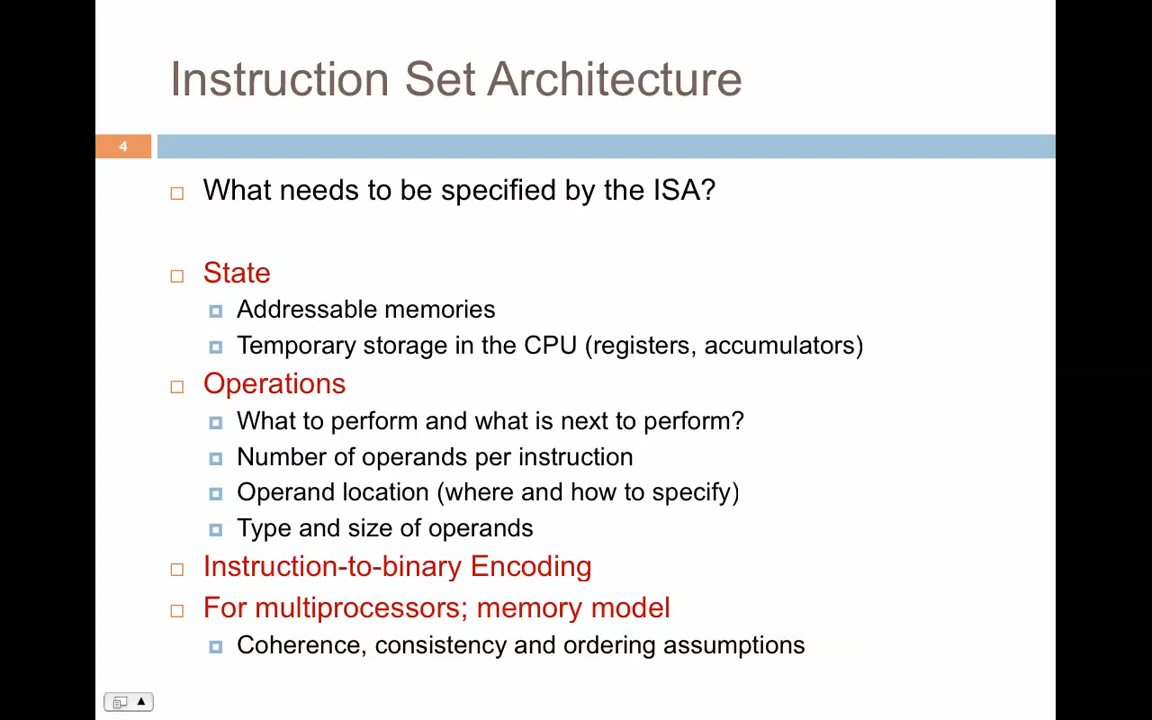 Instruction Set Architecture
4
What needs to be specified by the ISA?
State
Addressable memories
Temporary storage in the CPU (registers, accumulators)
Operations
What to perform and what is next to perform?
Number of operands per instruction
Operand location (where and how to specify)
Type and size of operands
Instruction-to-binary Encoding
For multiprocessors; memory model
Coherence, consistency and ordering assumptions